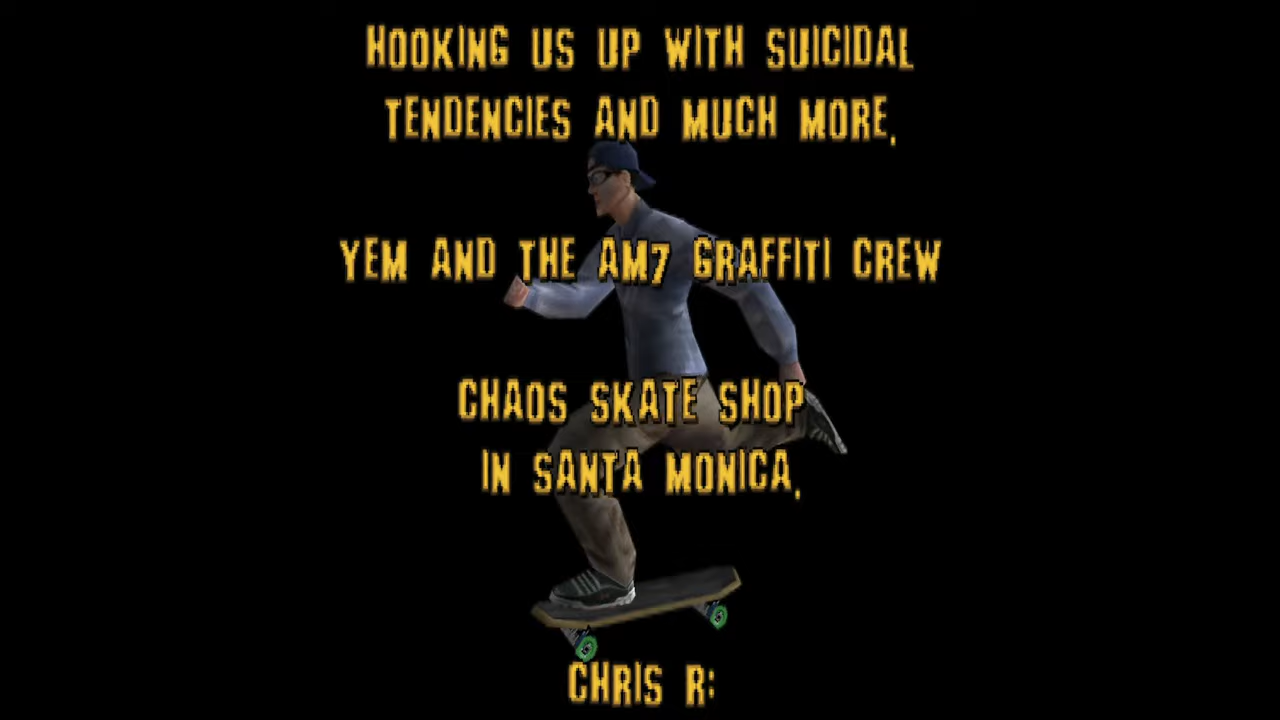 HOOKING US UP WITH SUICIDAL
TENDENCIES AND MUCH MORE.
YEM AND THE AM7 GRAFFITI CREW
CHAOS SKATE SHOP
IN SANTA MONICA.
CHRIS R: